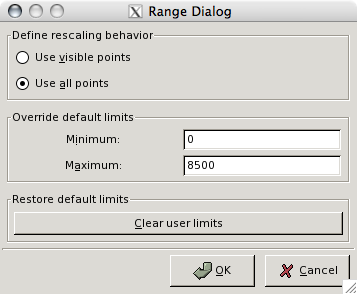 Range Dialog
Define rescaling behavior
Use visible points
Use all points
Override default limits
Minimum: 0
Maximum: 8500
Restore default limits
Clear user limits
OK Cancel